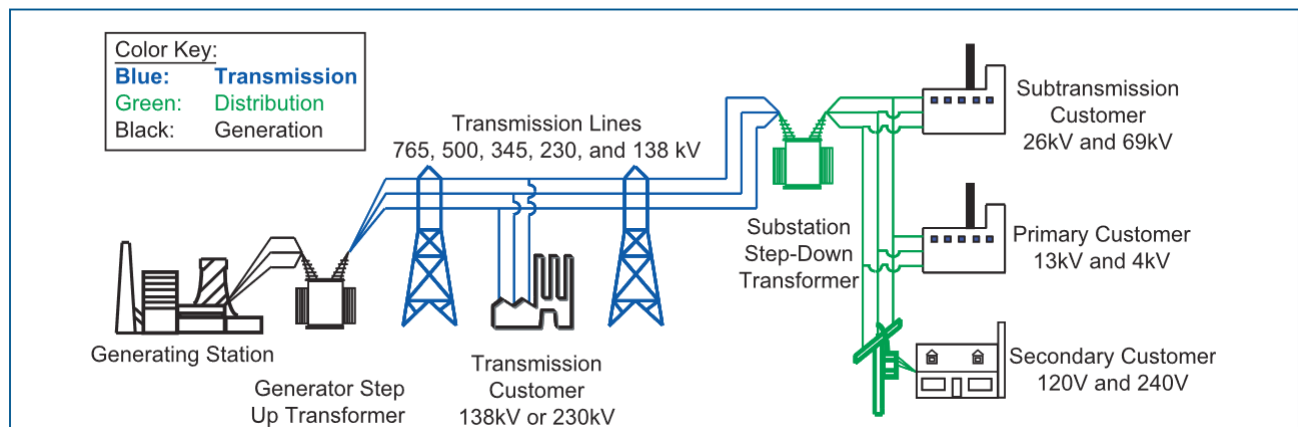 Color Key:
Blue: Transmission
Green: Distribution
Black: Generation
Transmission Lines
765, 500, 345, 230, and 138 kV
Generating Station
Generator Step
Up Transformer
Transmission
Customer
138kV or 230kV
Substation
Step-Down
Transformer
Subtransmission
Customer
26kV and 69kV
Primary Customer
13kV and 4kV
Secondary Customer
120V and 240V